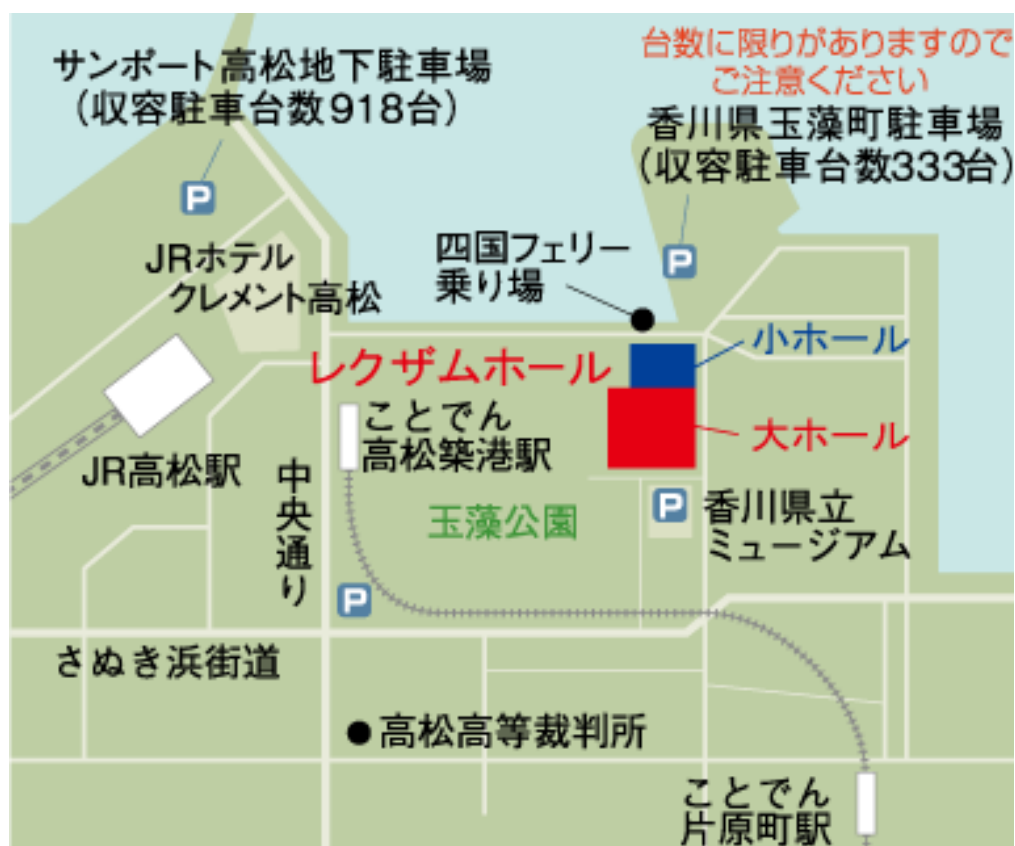 サンポート高松地下駐車場
（収容駐車台数918台）
台数に限りがありますので
ご注意ください
香川県玉藻町駐車場
（収容駐車台数333台）
P
P
JRホテル
クレメント高松
四国フェリー
乗り場
小ホール
レクザムホール
大ホール
ことでん
高松築港駅
JR高松駅
中央通り
玉藻公園
P
香川県立
ミュージアム
P
さぬき浜街道
高松高等裁判所
ことでん
片原町駅